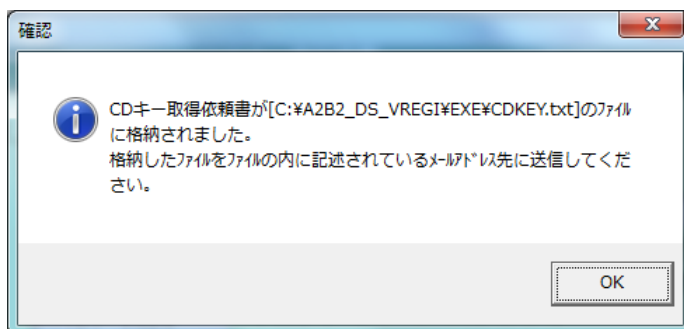 確認
CDキー取得依頼書が[C:¥A2B2_DS_VREGI¥EXE¥CDKEY.txt]のﾌｧｲﾙ
に格納されました。
格納したﾌｧｲﾙをﾌｧｲﾙの内に記述されているﾒｰﾙｱﾄﾞﾚｽ先に送信してくだ
さい。
OK